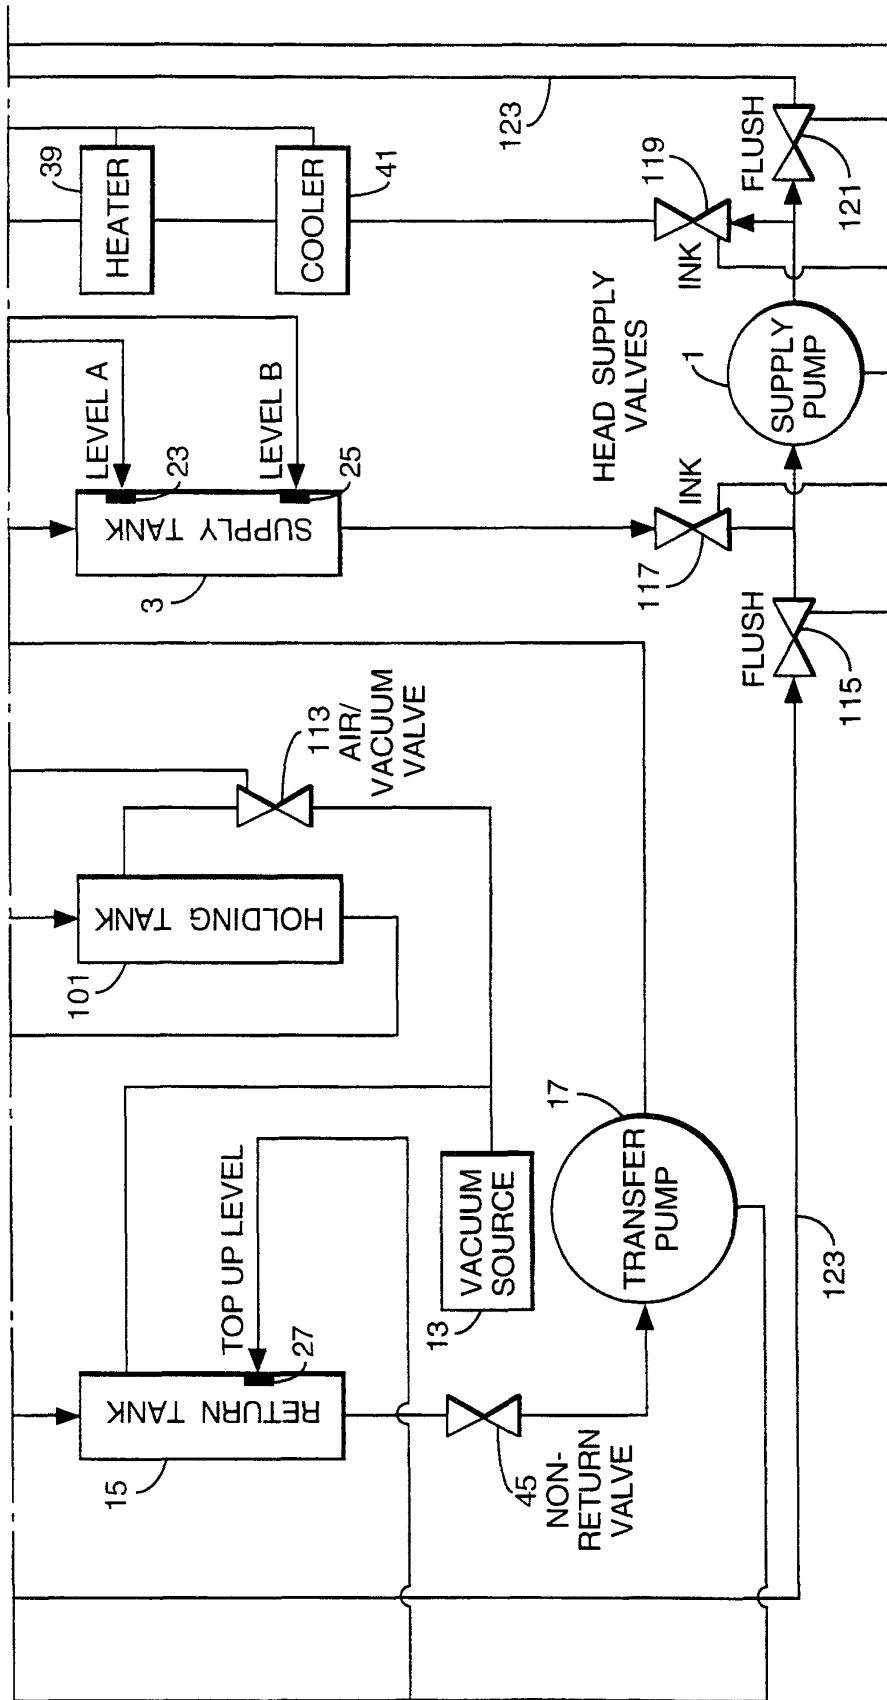 39
HEATER
COOLER
41
123
119
INK
FLUSH
121
LEVEL A
23
LEVEL B
25
SUPPLY TANK
3
HEAD SUPPLY
VALVES
1
SUPPLY
PUMP
INK
117
FLUSH
115
113
AIR/
VACUUM
VALVE
HOLDING TANK
101
TOP UP LEVEL
27
RETURN TANK
15
VACUUM
SOURCE
13
17
TRANSFER
PUMP
45
NON-
RETURN
VALVE
123